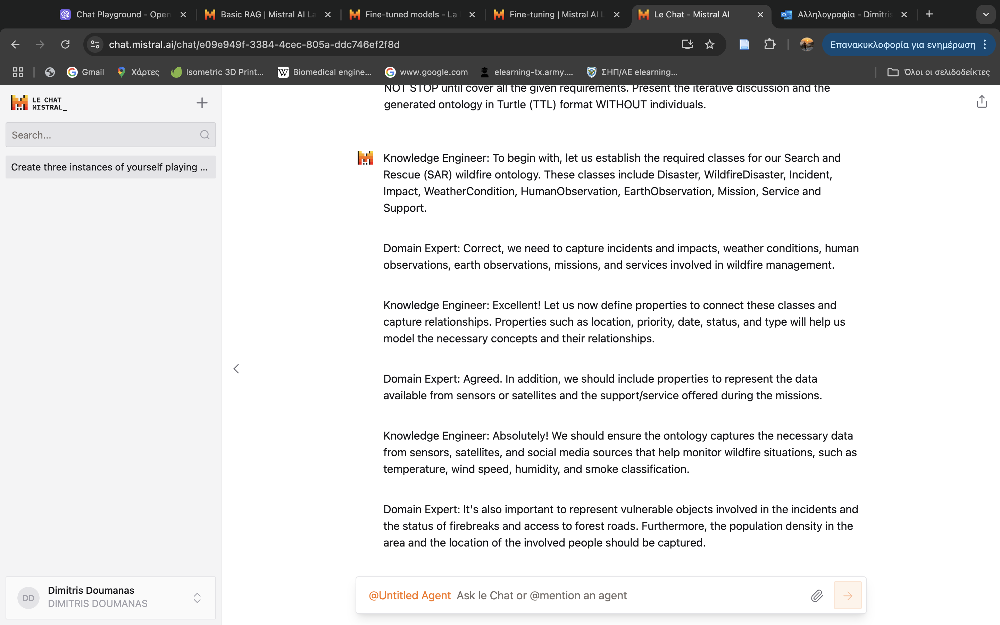 Chat Playground - Open
Basic RAG | Mistral AI La
Fine-tuned models - La
Fine-tuning | Mistral AI L
Le Chat - Mistral AI
Αλληλογραφία - Dimitris
chat.mistral.ai/chat/e09e949f-3384-4cec-805a-ddc746ef2f8d
Επανακυκλοφορία για ενημέρωση
Gmail
Χάρτες
Isometric 3D Print...
W Biomedical engine...
www.google.com
elearning-tx.army....
ΣΗΠ/ΑΕ elearning...
Όλοι οι σελιδοδείκτες
LE CHAT
MISTRAL_
Search...
Create three instances of yourself playing ...
NOT STOP until cover all the given requirements. Present the iterative discussion and the
generated ontology in Turtle (TTL) format WITHOUT individuals.
Knowledge Engineer: To begin with, let us establish the required classes for our Search and
Rescue (SAR) wildfire ontology. These classes include Disaster, WildfireDisaster, Incident,
Impact, WeatherCondition, HumanObservation, EarthObservation, Mission, Service and
Support.
Domain Expert: Correct, we need to capture incidents and impacts, weather conditions, human
observations, earth observations, missions, and services involved in wildfire management.
Knowledge Engineer: Excellent! Let us now define properties to connect these classes and
capture relationships. Properties such as location, priority, date, status, and type will help us
model the necessary concepts and their relationships.
Domain Expert: Agreed. In addition, we should include properties to represent the data
available from sensors or satellites and the support/service offered during the missions.
Knowledge Engineer: Absolutely! We should ensure the ontology captures the necessary data
from sensors, satellites, and social media sources that help monitor wildfire situations, such as
temperature, wind speed, humidity, and smoke classification.
Domain Expert: It's also important to represent vulnerable objects involved in the incidents and
the status of firebreaks and access to forest roads. Furthermore, the population density in the
area and the location of the involved people should be captured.
DD
Dimitris Doumanas
DIMITRIS DOUMANAS
@Untitled Agent Ask le Chat or @mention an agent